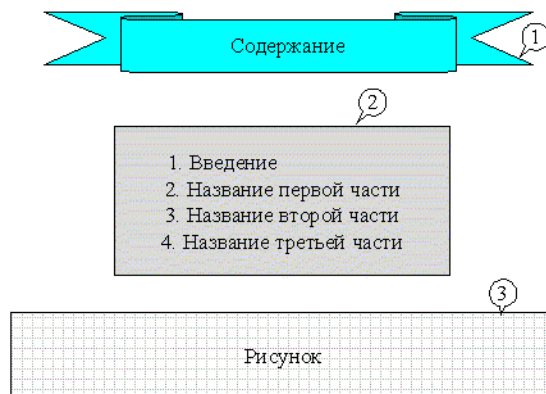 Содержание
1
2
1. Введение
2. Название первой части
3. Название второй части
4. Название третьей части
3
Рисунок